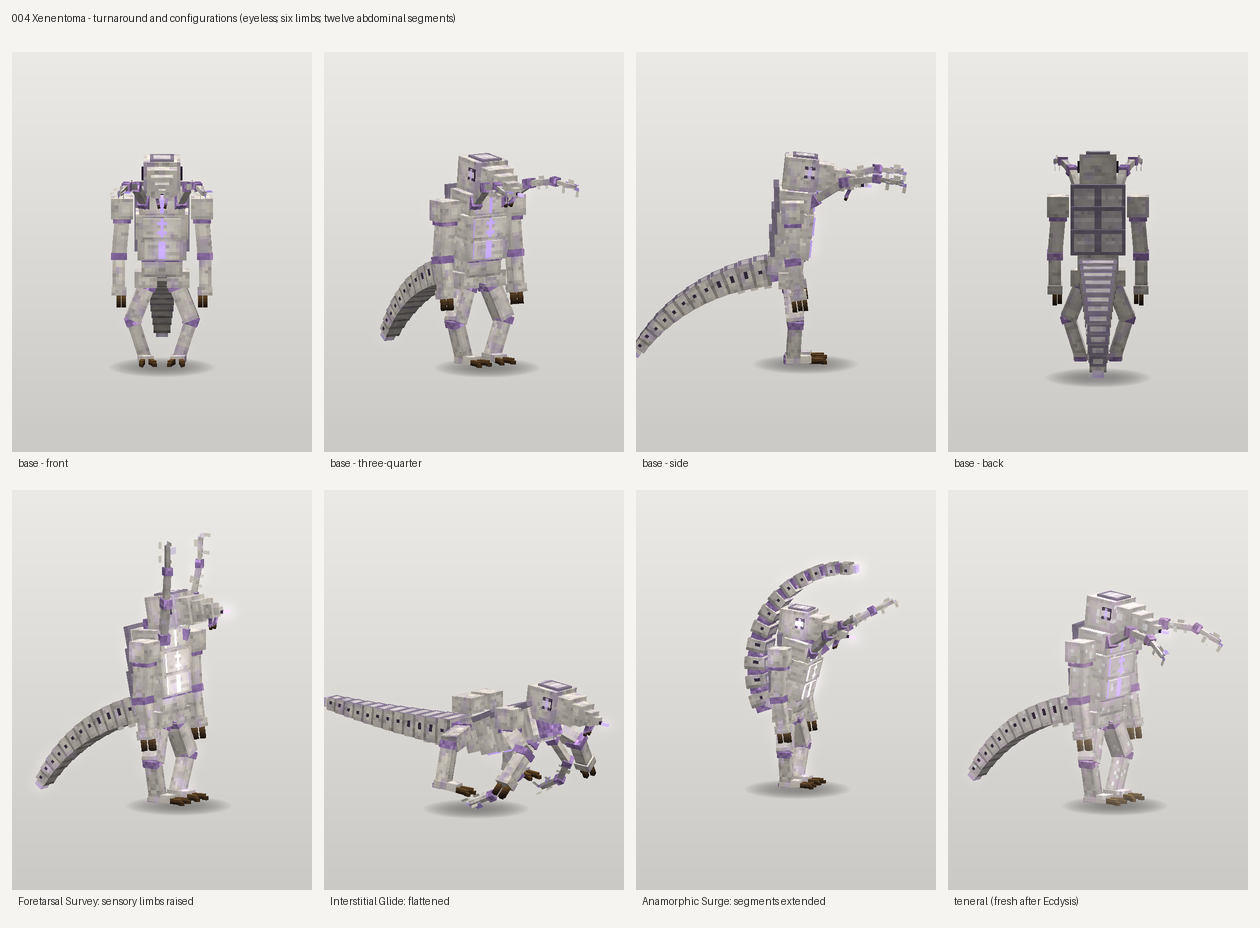 004 Xenentoma - turnaround and configurations (eyeless; six limbs; twelve abdominal segments)
base - front
base - three-quarter
base - side
base - back
Foretarsal Survey: sensory limbs raised
Interstitial Glide: flattened
Anamorphic Surge: segments extended
teneral (fresh after Ecdysis)